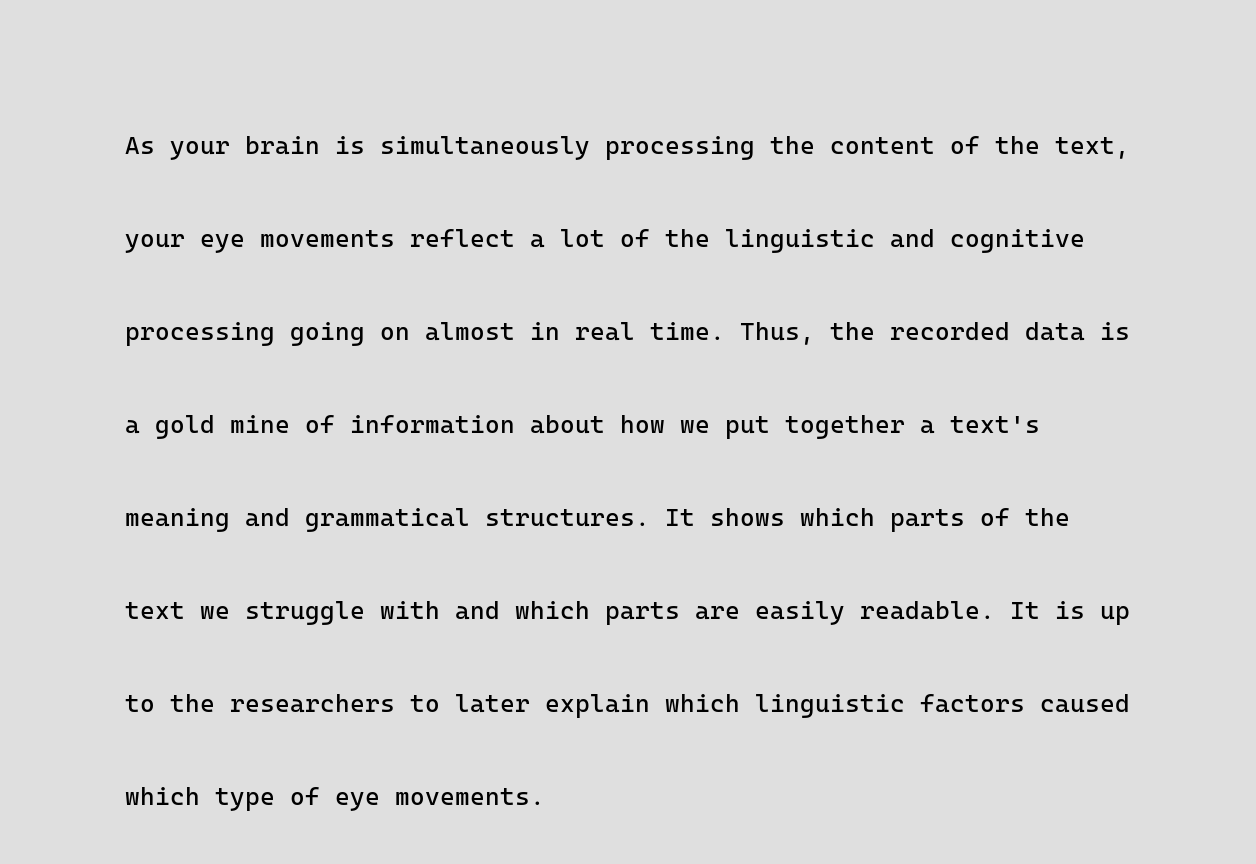 As your brain is simultaneously processing the content of the text,
your eye movements reflect a lot of the linguistic and cognitive
processing going on almost in real time. Thus, the recorded data is
a gold mine of information about how we put together a text's
meaning and grammatical structures. It shows which parts of the
text we struggle with and which parts are easily readable. It is up
to the researchers to later explain which linguistic factors caused
which type of eye movements.